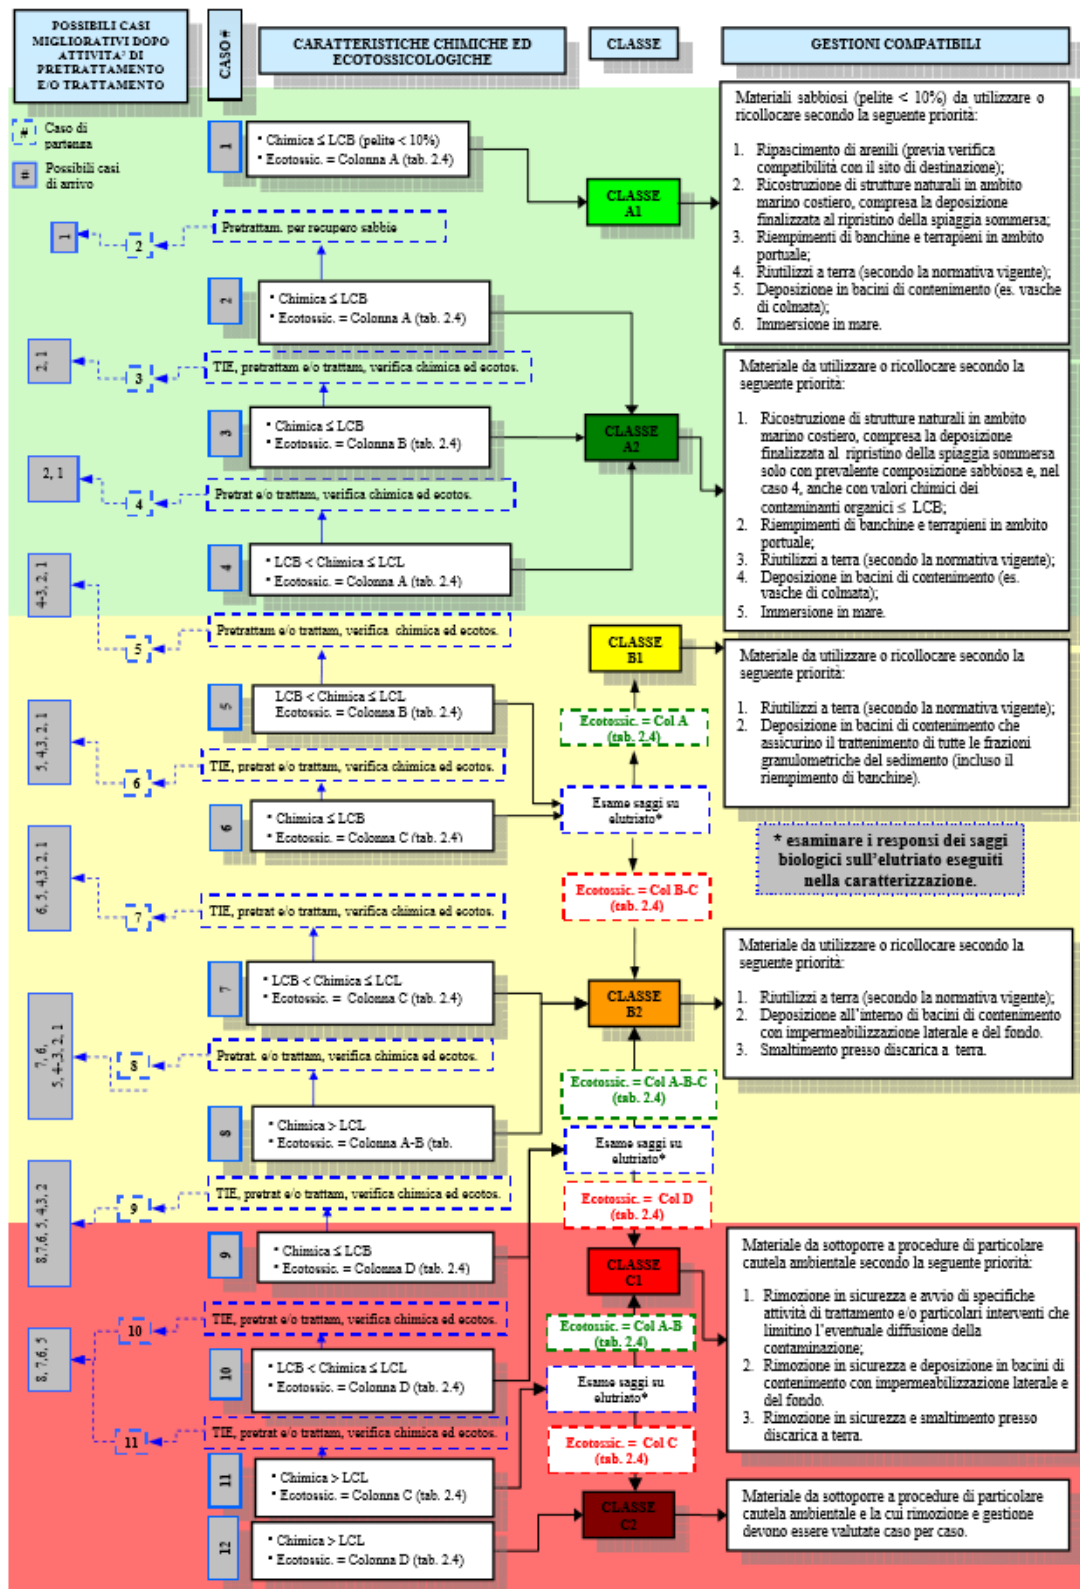 POSSIBILI CASI
MIGLIORATIVI DOPO
ATTIVITA' DI
PRETRATTAMENTO
E/O TRATTAMENTO
CASO #
CARATTERISTICHE CHIMICHE ED
ECOTOSSICOLOGICHE
CLASSE
GESTIONI COMPATIBILI
#
Caso di
partenza
#
Possibili casi
di arrivo
1
* Chimica ≤ LCB (pelite < 10%)
* Ecotossic. = Colonna A (tab. 2.4)
CLASSE
A1
Materiali sabbiosi (pelite < 10%) da utilizzare o
ricollocare secondo la seguente priorità:
1. Ripascimento di arenili (previa verifica
compatibilità con il sito di destinazione);
2. Ricostruzione di strutture naturali in ambito
marino costiero, compresa la deposizione
finalizzata al ripristino della spiaggia sommersa;
3. Riempimenti di banchine e terrapieni in ambito
portuale;
4. Riutilizzi a terra (secondo la normativa vigente);
5. Deposizione in bacini di contenimento (es. vasche
di colmata);
6. Immersione in mare.
1
2
Pretrattam. per recupero sabbie
2
* Chimica ≤ LCB
* Ecotossic. = Colonna A (tab. 2.4)
2, 1
3
TIE, pretrattam e/o trattam, verifica chimica ed ecotos.
3
* Chimica ≤ LCB
* Ecotossic. = Colonna B (tab. 2.4)
CLASSE
A2
Materiale da utilizzare o ricollocare secondo la
seguente priorità:
1. Ricostruzione di strutture naturali in ambito
marino costiero, compresa la deposizione
finalizzata al ripristino della spiaggia sommersa
solo con prevalente composizione sabbiosa e, nel
caso 4, anche con valori chimici dei
contaminanti organici ≤ LCB;
2. Riempimenti di banchine e terrapieni in ambito
portuale;
3. Riutilizzi a terra (secondo la normativa vigente);
4. Deposizione in bacini di contenimento (es.
vasche di colmata);
5. Immersione in mare.
2, 1
4
Pretrat e/o trattam, verifica chimica ed ecotos.
4
* LCB < Chimica ≤ LCL
* Ecotossic. = Colonna A (tab. 2.4)
4-3, 2, 1
5
Pretrattam e/o trattam, verifica chimica ed ecotos.
5
LCB < Chimica ≤ LCL
Ecotossic. = Colonna B (tab. 2.4)
CLASSE
B1
Materiale da utilizzare o ricollocare secondo la
seguente priorità:
1. Riutilizzi a terra (secondo la normativa vigente);
2. Deposizione in bacini di contenimento che
assicurino il trattenimento di tutte le frazioni
granulometriche del sedimento (incluso il
riempimento di banchine).
Ecotossic. = Col A
(tab. 2.4)
5, 4,3, 2, 1
6
TIE, pretrat e/o trattam, verifica chimica ed ecotos.
6
* Chimica ≤ LCB
* Ecotossic. = Colonna C (tab. 2.4)
Esame saggi su
elutriato*
* esaminare i responsi dei saggi
biologici sull'elutriato eseguiti
nella caratterizzazione.
Ecotossic. = Col B-C
(tab. 2.4)
6, 5, 4,3, 2, 1
7
TIE, pretrat e/o trattam, verifica chimica ed ecotos.
7
* LCB < Chimica ≤ LCL
* Ecotossic. = Colonna C (tab. 2.4)
CLASSE
B2
Materiale da utilizzare o ricollocare secondo la
seguente priorità:
1. Riutilizzi a terra (secondo la normativa vigente);
2. Deposizione all'interno di bacini di contenimento
con impermeabilizzazione laterale e del fondo.
3. Smaltimento presso discarica a terra.
7, 6,
5, 4-3, 2, 1
8
Pretrat. e/o trattam, verifica chimica ed ecotos.
8
* Chimica > LCL
* Ecotossic. = Colonna A-B (tab.
Ecotossic. = Col A-B-C
(tab. 2.4)
Esame saggi su
elutriato*
Ecotossic. = Col D
(tab. 2.4)
8,7,6, 5, 4,3, 2
9
TIE, pretrat e/o trattam, verifica chimica ed ecotos.
9
* Chimica ≤ LCB
* Ecotossic. = Colonna D (tab. 2.4)
CLASSE
C1
Materiale da sottoporre a procedure di particolare
cautela ambientale secondo la seguente priorità:
1. Rimozione in sicurezza e avvio di specifiche
attività di trattamento e/o particolari interventi che
limitino l'eventuale diffusione della
contaminazione;
2. Rimozione in sicurezza e deposizione in bacini di
contenimento con impermeabilizzazione laterale e
del fondo.
3. Rimozione in sicurezza e smaltimento presso
discarica a terra.
8, 7,6, 5
10
TIE, pretrat e/o trattam, verifica chimica ed ecotos.
10
* LCB < Chimica ≤ LCL
* Ecotossic. = Colonna D (tab. 2.4)
Ecotossic. = Col A-B
(tab. 2.4)
Esame saggi su
elutriato*
Ecotossic. = Col C
(tab. 2.4)
11
TIE, pretrat e/o trattam, verifica chimica ed ecotos.
11
* Chimica > LCL
* Ecotossic. = Colonna C (tab. 2.4)
12
* Chimica > LCL
* Ecotossic. = Colonna D (tab. 2.4)
CLASSE
C2
Materiale da sottoporre a procedure di particolare
cautela ambientale e la cui rimozione e gestione
devono essere valutate caso per caso.